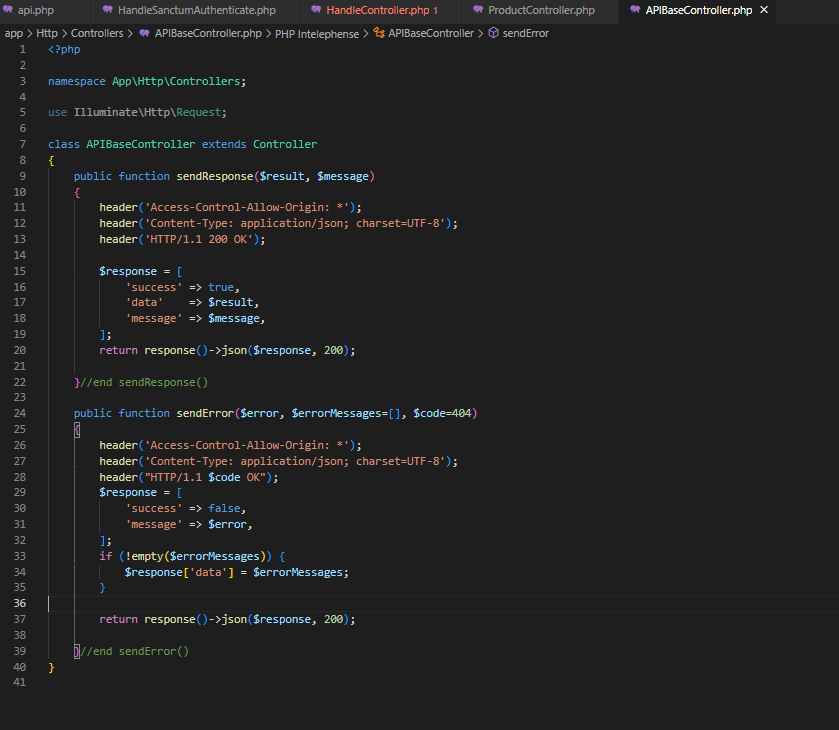 api.php HandleSanctumAuthenticate.php HandleController.php 1 ProductController.php APIBaseController.php ×
app > Http > Controllers > APIBaseController.php > PHP Intelephense > APIBaseController > sendError
1 <?php
2
3 namespace App\Http\Controllers;
4
5 use Illuminate\Http\Request;
6
7 class APIBaseController extends Controller
8 {
9     public function sendResponse($result, $message)
10     {
11         header('Access-Control-Allow-Origin: *');
12         header('Content-Type: application/json; charset=UTF-8');
13         header('HTTP/1.1 200 OK');
14
15         $response = [
16             'success' => true,
17             'data'    => $result,
18             'message' => $message,
19         ];
20         return response()->json($response, 200);
21
22     }//end sendResponse()
23
24     public function sendError($error, $errorMessages=[], $code=404)
25     {
26         header('Access-Control-Allow-Origin: *');
27         header('Content-Type: application/json; charset=UTF-8');
28         header("HTTP/1.1 $code OK");
29         $response = [
30             'success' => false,
31             'message' => $error,
32         ];
33         if (!empty($errorMessages)) {
34             $response['data'] = $errorMessages;
35         }
36
37         return response()->json($response, 200);
38
39     }//end sendError()
40 }
41